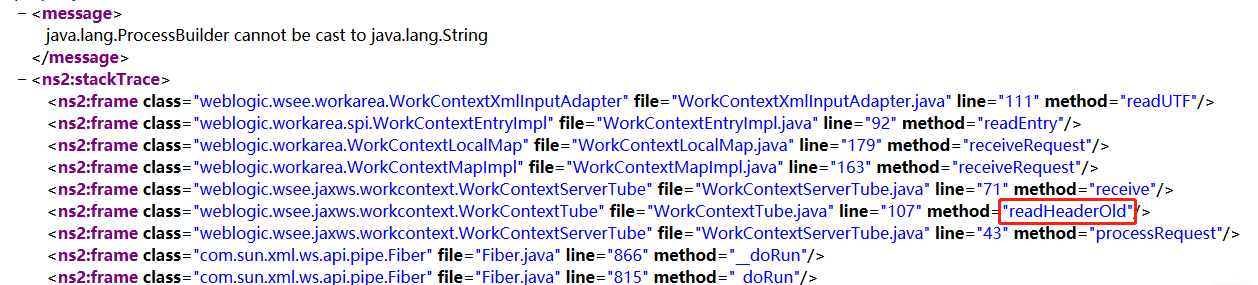 − <message>
java.lang.ProcessBuilder cannot be cast to java.lang.String
</message>
− <ns2:stackTrace>
<ns2:frame class="weblogic.wsee.workarea.WorkContextXmlInputAdapter" file="WorkContextXmlInputAdapter.java" line="111" method="readUTF"/>
<ns2:frame class="weblogic.workarea.spi.WorkContextEntryImpl" file="WorkContextEntryImpl.java" line="92" method="readEntry"/>
<ns2:frame class="weblogic.workarea.WorkContextLocalMap" file="WorkContextLocalMap.java" line="179" method="receiveRequest"/>
<ns2:frame class="weblogic.workarea.WorkContextMapImpl" file="WorkContextMapImpl.java" line="163" method="receiveRequest"/>
<ns2:frame class="weblogic.wsee.jaxws.workcontext.WorkContextServerTube" file="WorkContextServerTube.java" line="71" method="receive"/>
<ns2:frame class="weblogic.wsee.jaxws.workcontext.WorkContextTube" file="WorkContextTube.java" line="107" method="readHeaderOld"/>
<ns2:frame class="weblogic.wsee.jaxws.workcontext.WorkContextServerTube" file="WorkContextServerTube.java" line="43" method="processRequest"/>
<ns2:frame class="com.sun.xml.ws.api.pipe.Fiber" file="Fiber.java" line="866" method="__doRun"/>
<ns2:frame class="com.sun.xml.ws.api.pipe.Fiber" file="Fiber.java" line="815" method="_doRun"/>